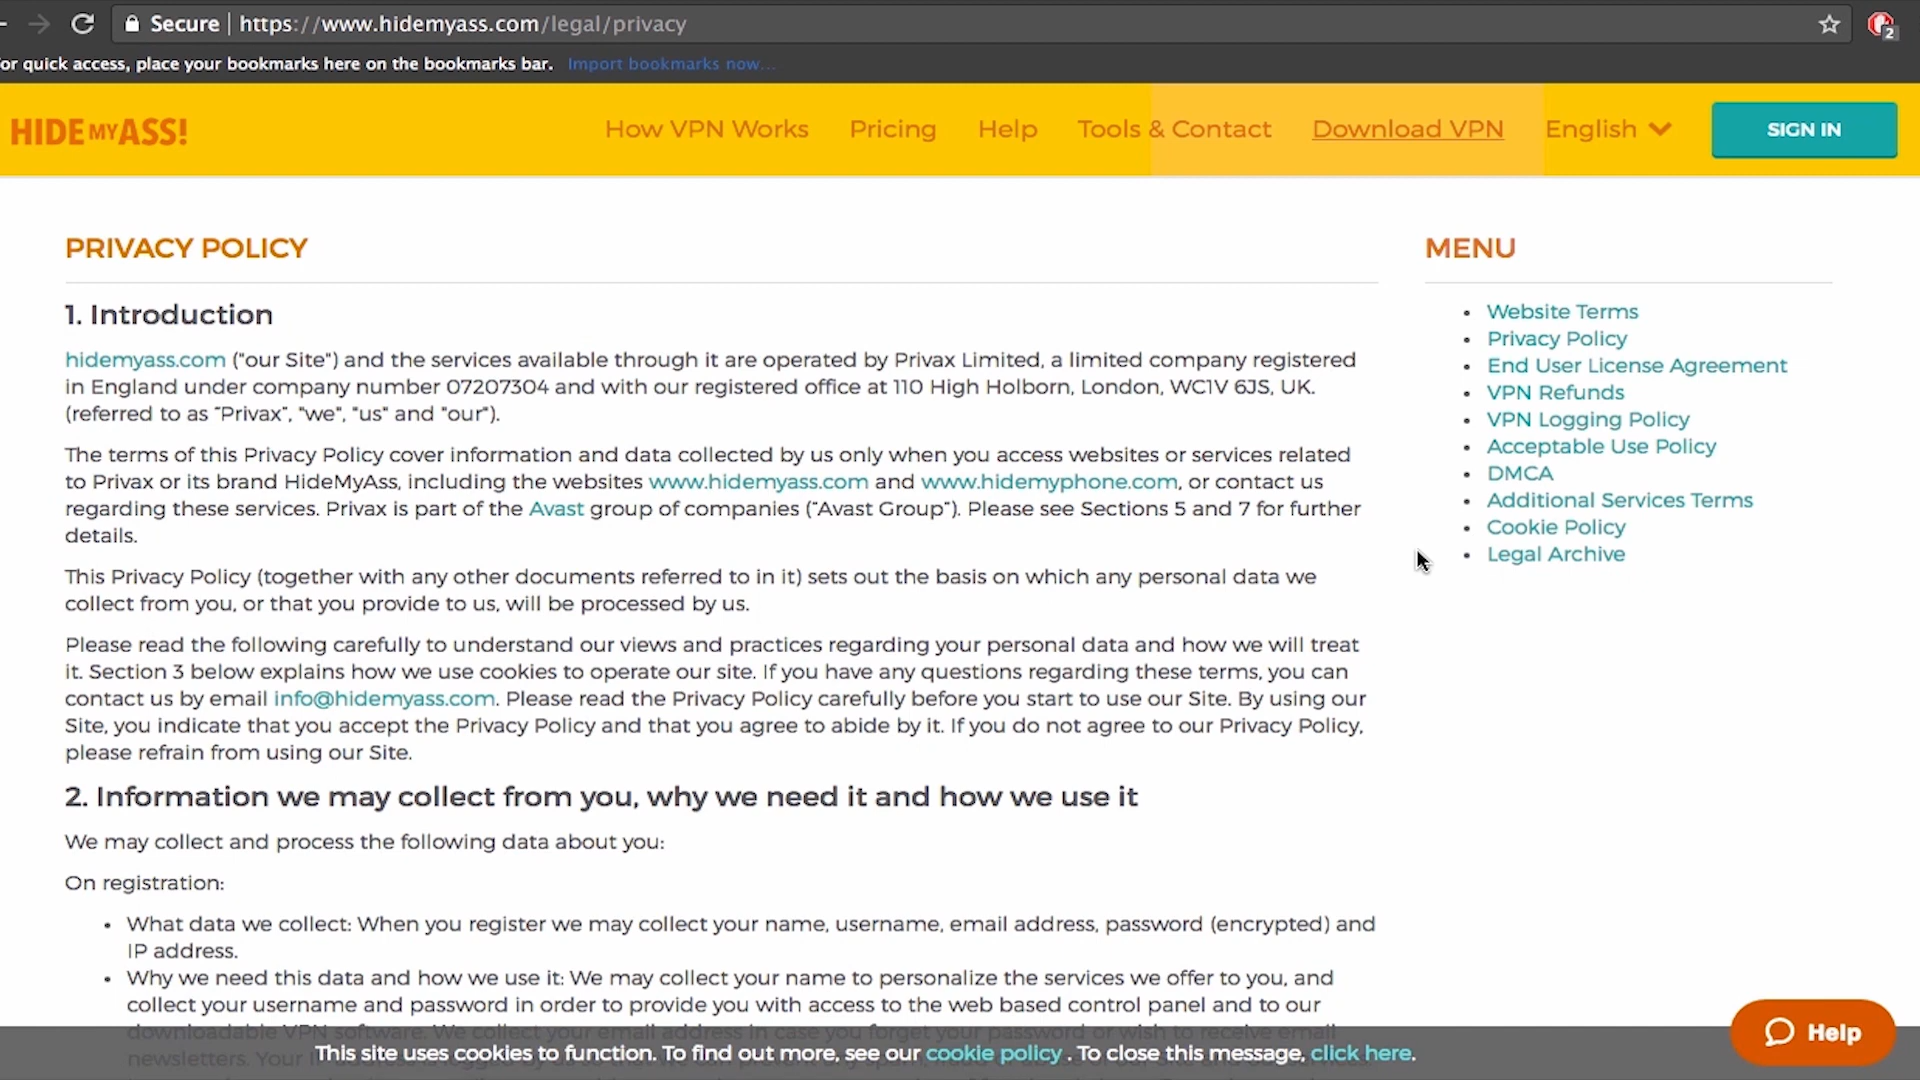 Secure | https://www.hidemyass.com/legal/privacy
2
or quick access, place your bookmarks here on the bookmarks bar. Import bookmarks now...
HIDE MY ASS!
How VPN Works Pricing Help Tools & Contact Download VPN English SIGN IN
PRIVACY POLICY
1. Introduction
hidemyass.com ("our Site") and the services available through it are operated by Privax Limited, a limited company registered
in England under company number 07207304 and with our registered office at 110 High Holborn, London, WC1V 6JS, UK.
(referred to as "Privax", "we", "us" and "our").
The terms of this Privacy Policy cover information and data collected by us only when you access websites or services related
to Privax or its brand HideMyAss, including the websites www.hidemyass.com and www.hidemyphone.com, or contact us
regarding these services. Privax is part of the Avast group of companies ("Avast Group"). Please see Sections 5 and 7 for further
details.
This Privacy Policy (together with any other documents referred to in it) sets out the basis on which any personal data we
collect from you, or that you provide to us, will be processed by us.
Please read the following carefully to understand our views and practices regarding your personal data and how we will treat
it. Section 3 below explains how we use cookies to operate our site. If you have any questions regarding these terms, you can
contact us by email info@hidemyass.com. Please read the Privacy Policy carefully before you start to use our Site. By using our
Site, you indicate that you accept the Privacy Policy and that you agree to abide by it. If you do not agree to our Privacy Policy,
please refrain from using our Site.
2. Information we may collect from you, why we need it and how we use it
We may collect and process the following data about you:
On registration:
• What data we collect: When you register we may collect your name, username, email address, password (encrypted) and
IP address.
• Why we need this data and how we use it: We may collect your name to personalize the services we offer to you, and
collect your username and password in order to provide you with access to the web based control panel and to our
downloadable VPN software. We collect your email address in case you forget your password or wish to receive email
newsletters. Your
MENU
• Website Terms
• Privacy Policy
• End User License Agreement
• VPN Refunds
• VPN Logging Policy
• Acceptable Use Policy
• DMCA
• Additional Services Terms
• Cookie Policy
• Legal Archive
This site uses cookies to function. To find out more, see our cookie policy . To close this message, click here.
Help